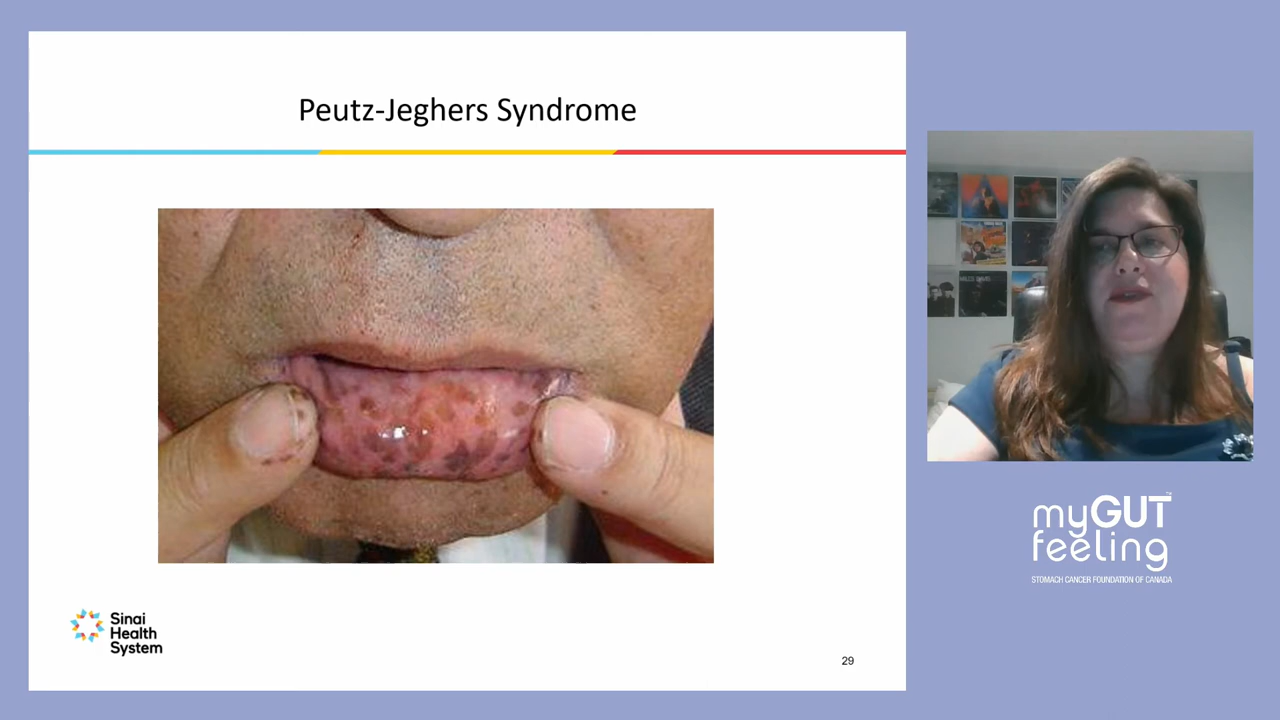 Peutz-Jeghers Syndrome
Sinai
Health
System
29
myGUT
feeling
STOMACH CANCER FOUNDATION OF CANADA